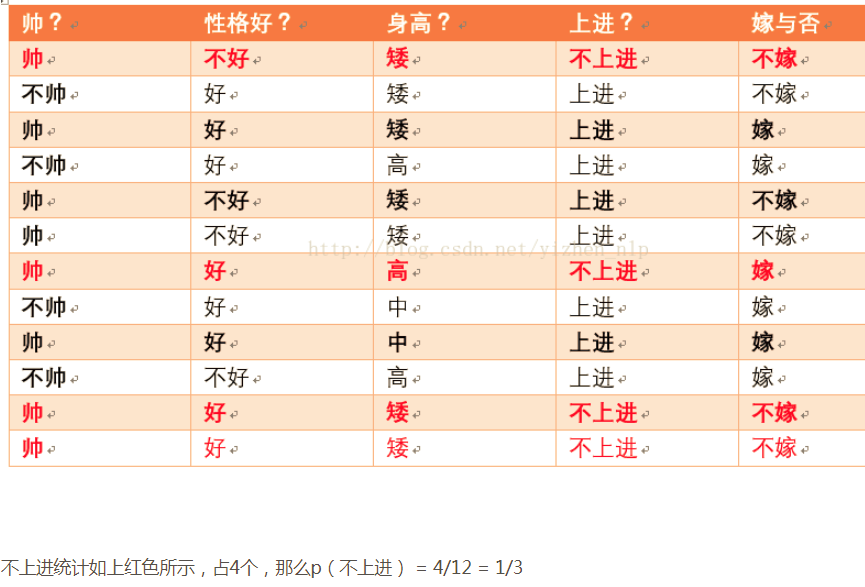 帅？ 性格好？ 身高？ 上进？ 嫁与否
帅 不好 矮 不上进 不嫁
不帅 好 矮 上进 不嫁
帅 好 矮 上进 嫁
不帅 好 高 上进 嫁
帅 不好 矮 上进 不嫁
帅 不好 矮 上进 不嫁
http://blog.csdn.net/yizhen_nlp
帅 好 高 不上进 嫁
不帅 好 中 上进 嫁
帅 好 中 上进 嫁
不帅 不好 高 上进 嫁
帅 好 矮 不上进 不嫁
帅 好 矮 不上进 不嫁
不上进统计如上红色所示，占4个，那么p（不上进） = 4/12 = 1/3